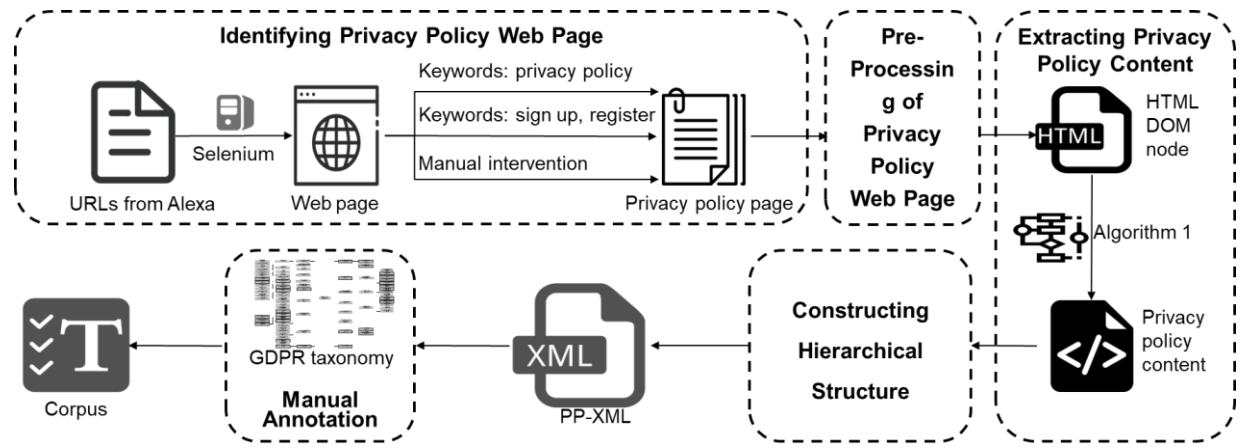 Identifying Privacy Policy Web Page
Keywords: privacy policy
Keywords: sign up, register
Manual intervention
Selenium
URLs from Alexa
Web page
Privacy policy page
Pre-
Processin
g of
Privacy
Policy
Web Page
Extracting Privacy
Policy Content
HTML
HTML
DOM
node
Algorithm 1
</>
Privacy
policy
content
Constructing
Hierarchical
Structure
XML
PP-XML
GDPR taxonomy
Manual
Annotation
T
Corpus